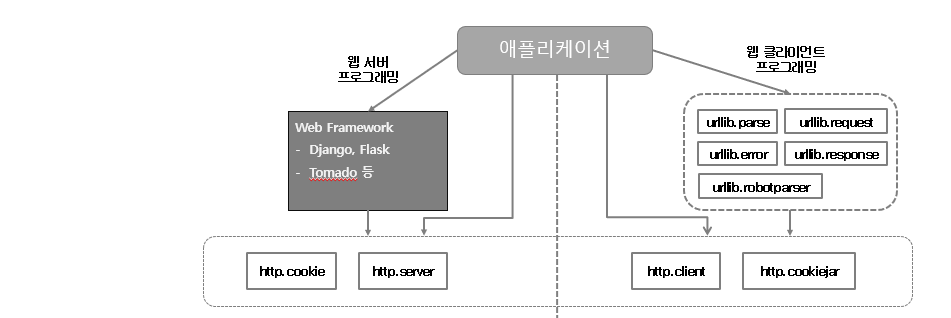 애플리케이션
웹 서버
프로그래밍
웹 클라이언트
프로그래밍
Web Framework
- Django, Flask
- Tomado 등
urllib.parse
urllib.request
urllib.error
urllib.response
urllib.robotparser
http.cookie
http.server
http.client
http.cookiejar